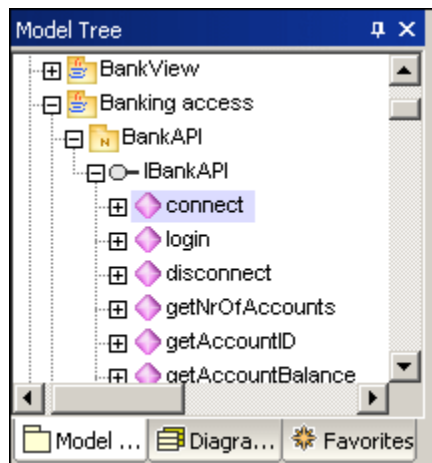 Model Tree
BankView
Banking access
N BankAPI
IBankAPI
connect
login
disconnect
getNrOfAccounts
getAccountID
getAccountBalance
Model ... Diagra... Favorites